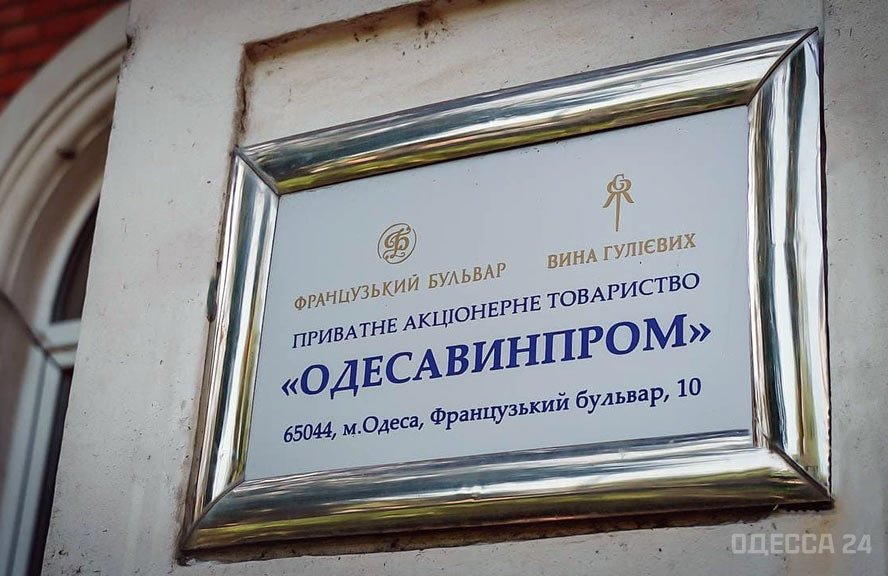 ФРАНЦУЗЬКИЙ БУЛЬВАР
ВИНА ГУЛІЄВИХ
ПРИВАТНЕ АКЦІОНЕРНЕ ТОВАРИСТВО
«ОДЕСАВИНПРОМ»
65044, м.Одеса, Французький бульвар, 10
ОДЕССА 24